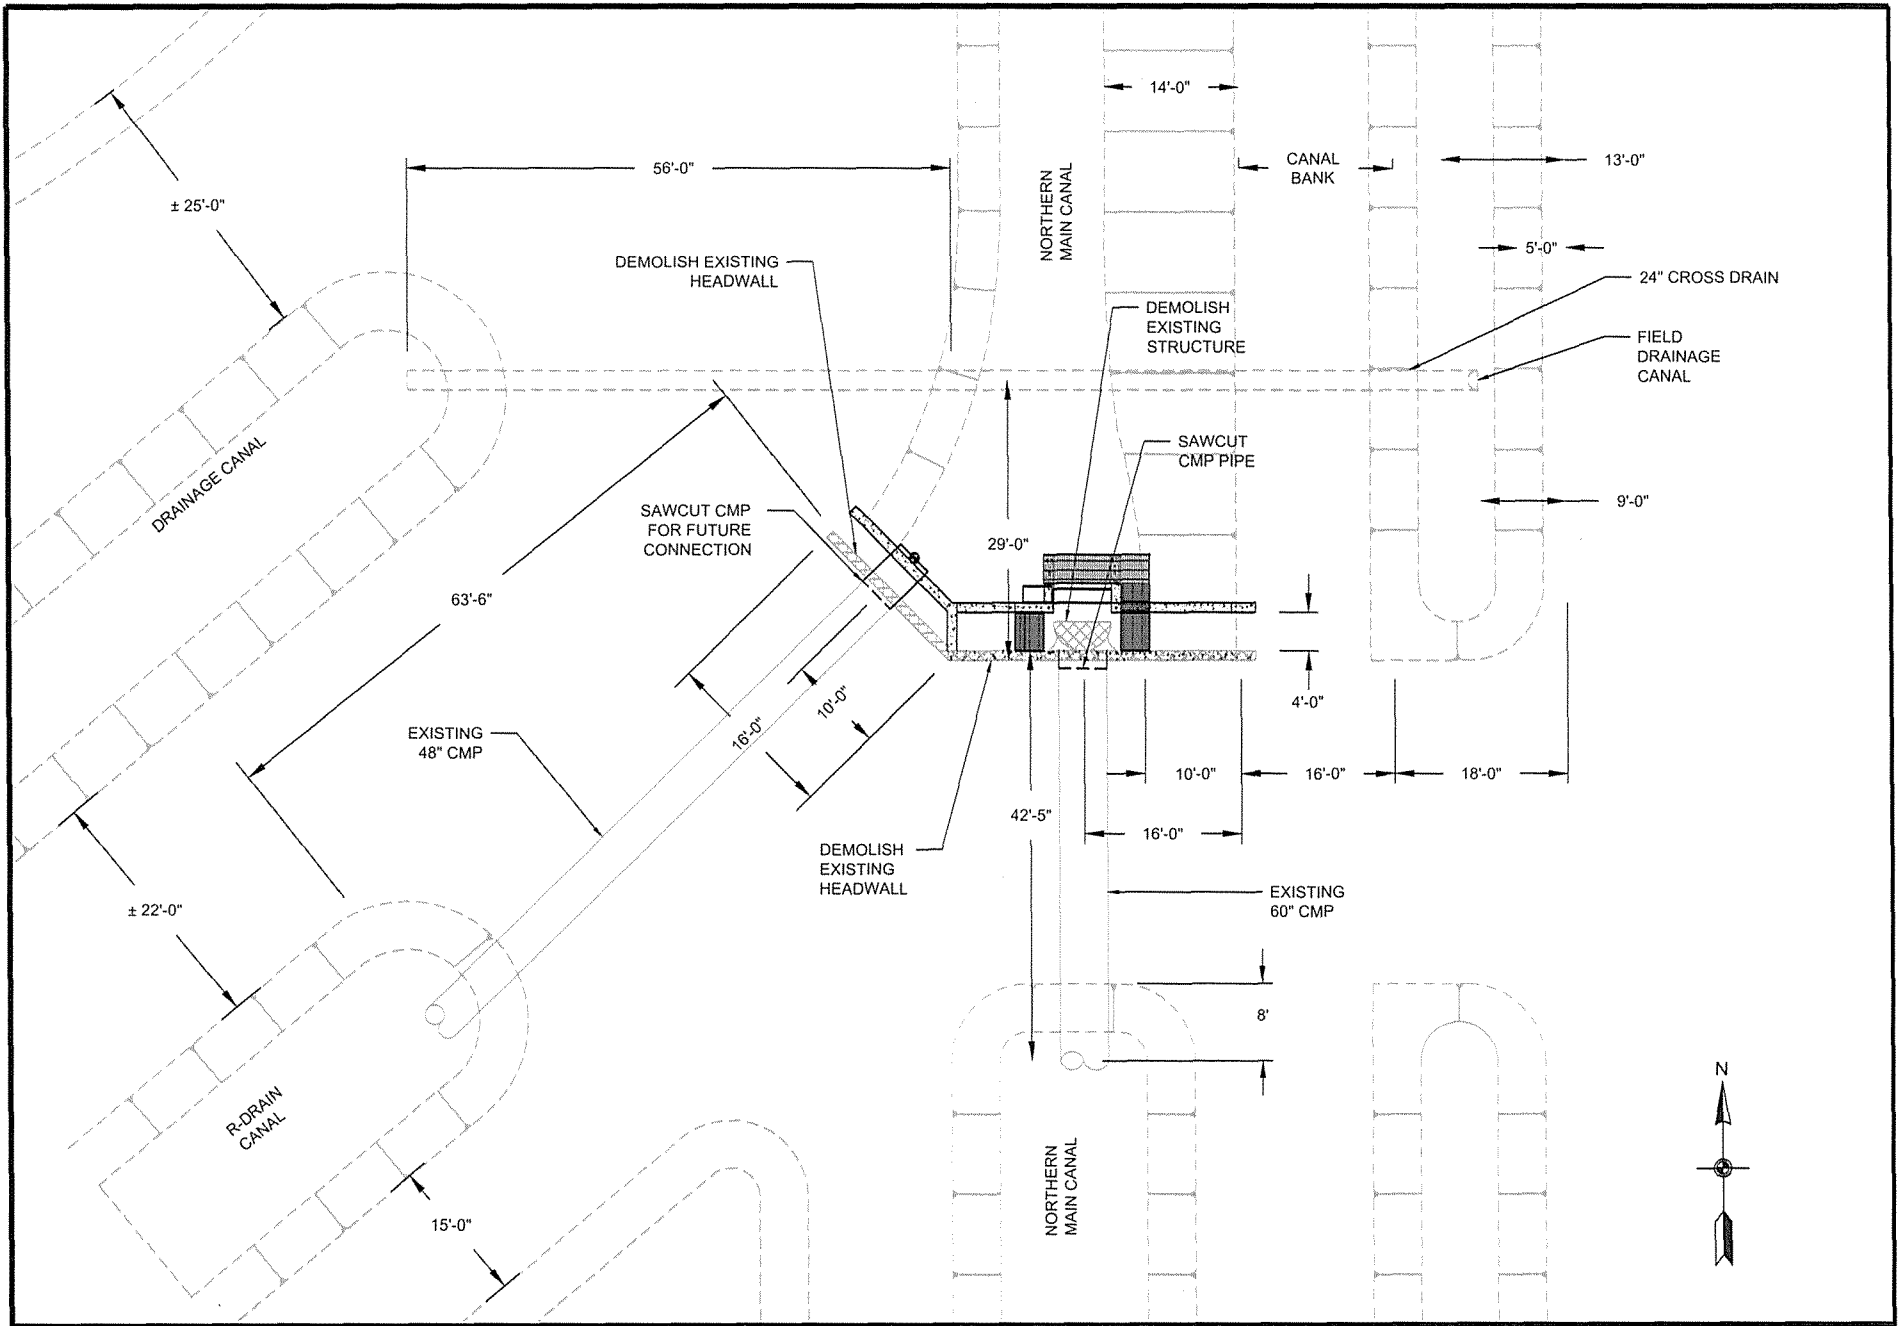 14'-0"
56'-0"
CANAL
BANK
13'-0"
± 25'-0"
NORTHERN
MAIN CANAL
5'-0"
DEMOLISH EXISTING
HEADWALL
24" CROSS DRAIN
DEMOLISH
EXISTING
STRUCTURE
FIELD
DRAINAGE
CANAL
DRAINAGE CANAL
SAWCUT
CMP PIPE
9'-0"
SAWCUT CMP
FOR FUTURE
CONNECTION
29'-0"
63'-6"
4'-0"
10'-0"
16'-0"
EXISTING
48" CMP
10'-0"
16'-0"
18'-0"
42'-5"
16'-0"
DEMOLISH
EXISTING
HEADWALL
EXISTING
60" CMP
± 22'-0"
8'
R-DRAIN
CANAL
N
NORTHERN
MAIN CANAL
15'-0"